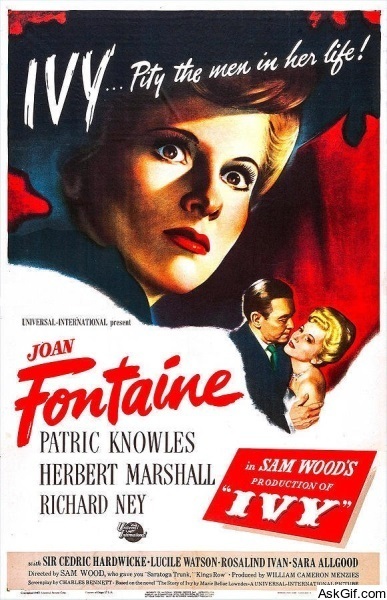 IVY... Pity the men in her life!
UNIVERSAL-INTERNATIONAL present
JOAN
Fontaine
PATRIC KNOWLES
HERBERT MARSHALL
RICHARD NEY
in SAM WOOD'S
PRODUCTION OF
"IVY"
with SIR CEDRIC HARDWICKE · LUCILE WATSON · ROSALIND IVAN · SARA ALLGOOD
Directed by SAM WOOD, who gave you "Saratoga Trunk," "Kings Row" · Produced by WILLIAM CAMERON MENZIES
Screenplay by CHARLES BENNETT · Based on the novel "The Story of Ivy" by Marie Belloc Lowndes · A UNIVERSAL-INTERNATIONAL PICTURE
AskGif.com